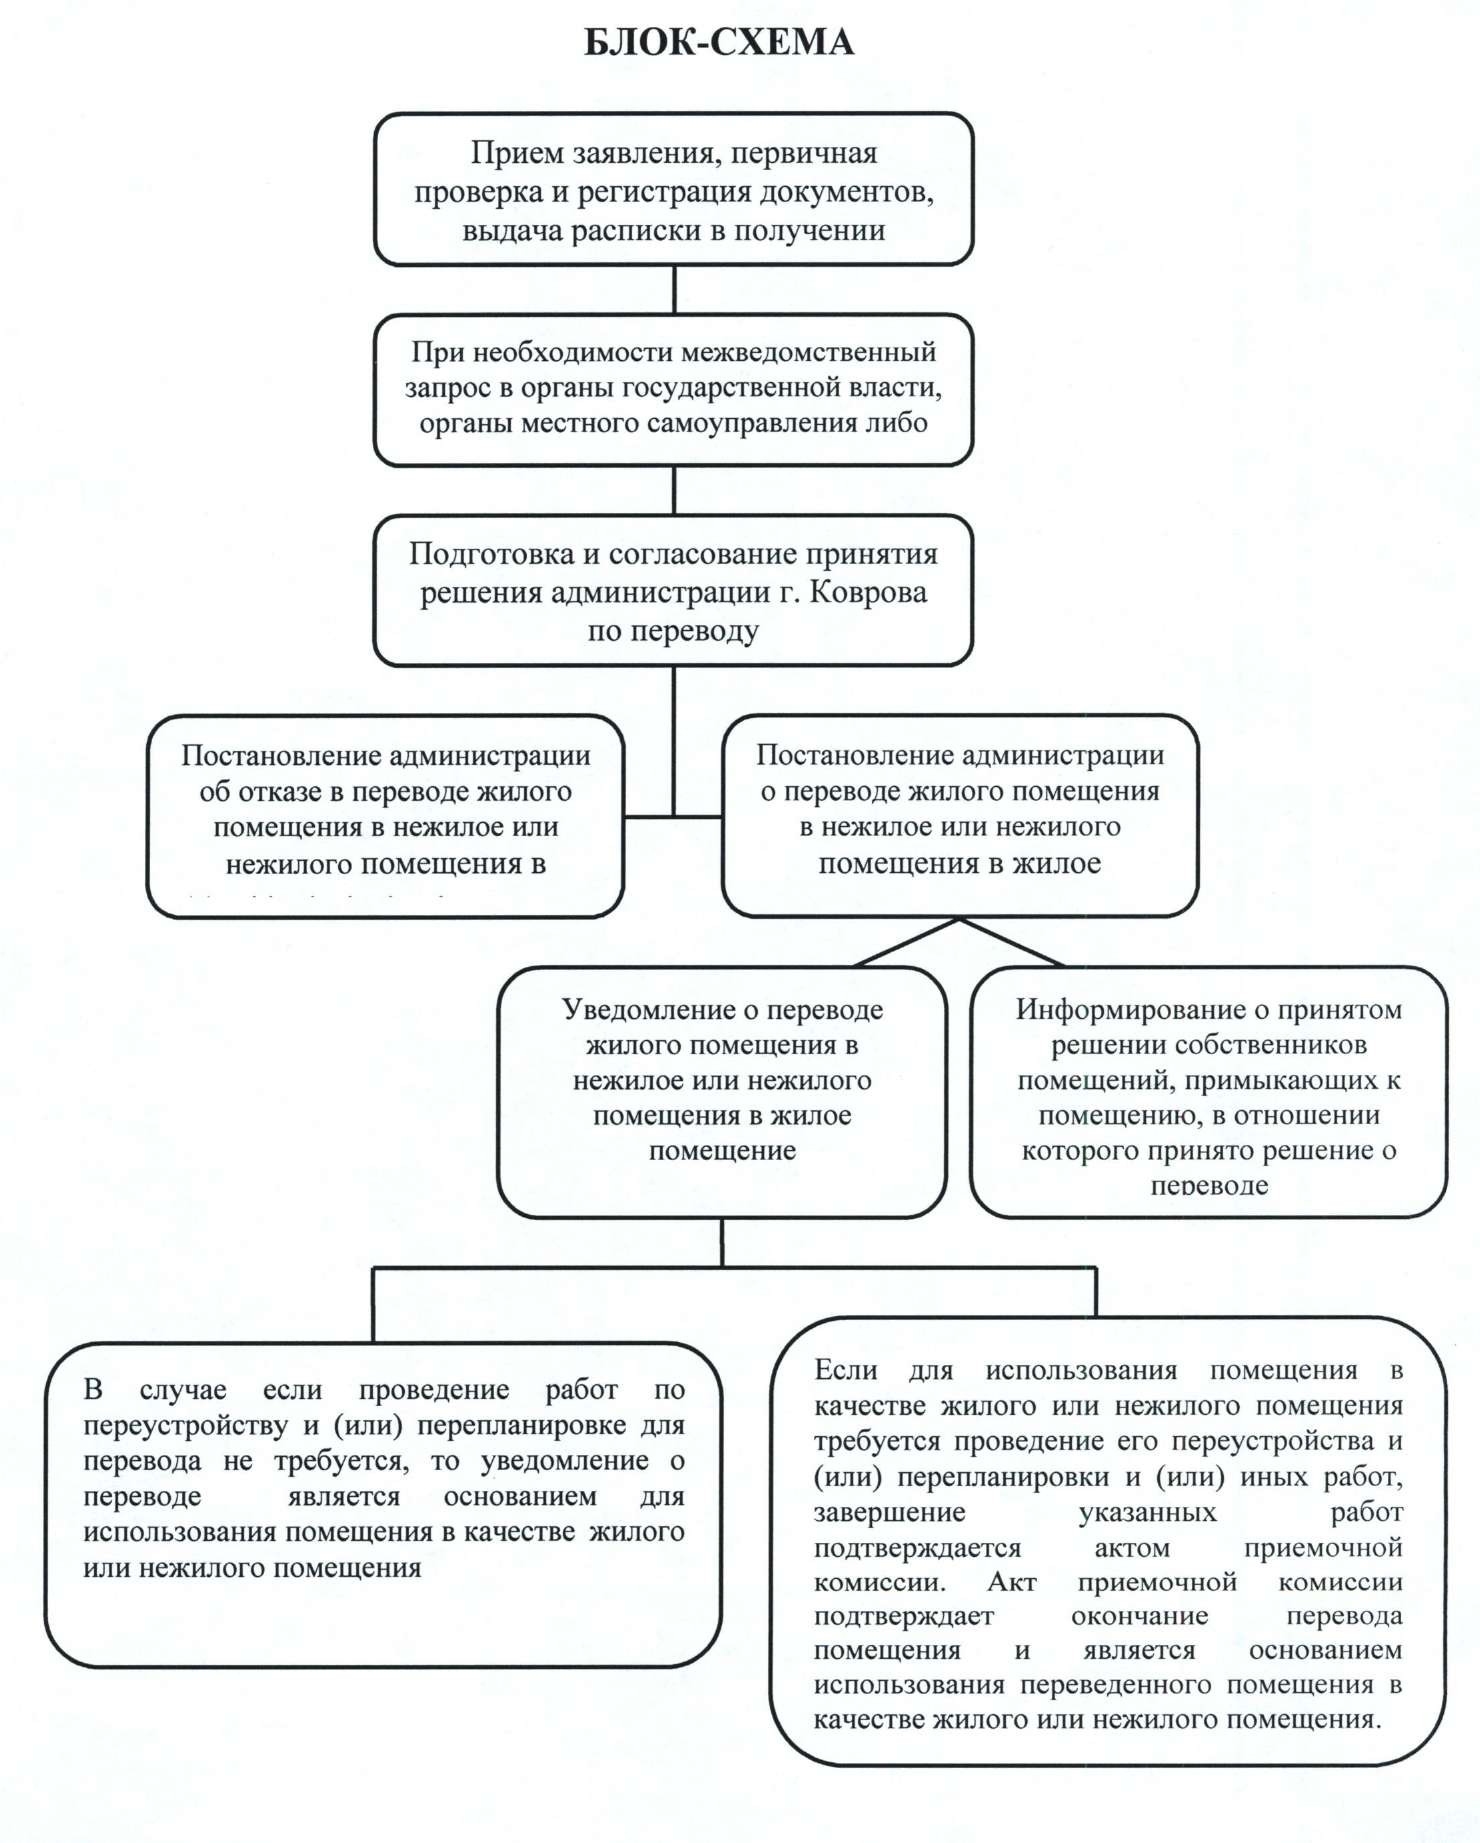 БЛОК-СХЕМА
Прием заявления, первичная
проверка и регистрация документов,
выдача расписки в получении
При необходимости межведомственный
запрос в органы государственной власти,
органы местного самоуправления либо
Подготовка и согласование принятия
решения администрации г. Коврова
по переводу
Постановление администрации
об отказе в переводе жилого
помещения в нежилое или
нежилого помещения в
Постановление администрации
о переводе жилого помещения
в нежилое или нежилого
помещения в жилое
Уведомление о переводе
жилого помещения в
нежилое или нежилого
помещения в жилое
помещение
Информирование о принятом
решении собственников
помещений, примыкающих к
помещению, в отношении
которого принято решение о
переводе
В случае если проведение работ по
переустройству и (или) перепланировке для
перевода не требуется, то уведомление о
переводе является основанием для
использования помещения в качестве жилого
или нежилого помещения
Если для использования помещения в
качестве жилого или нежилого помещения
требуется проведение его переустройства и
(или) перепланировки и (или) иных работ,
завершение указанных работ
подтверждается актом приемочной
комиссии. Акт приемочной комиссии
подтверждает окончание перевода
помещения и является основанием
использования переведенного помещения в
качестве жилого или нежилого помещения.